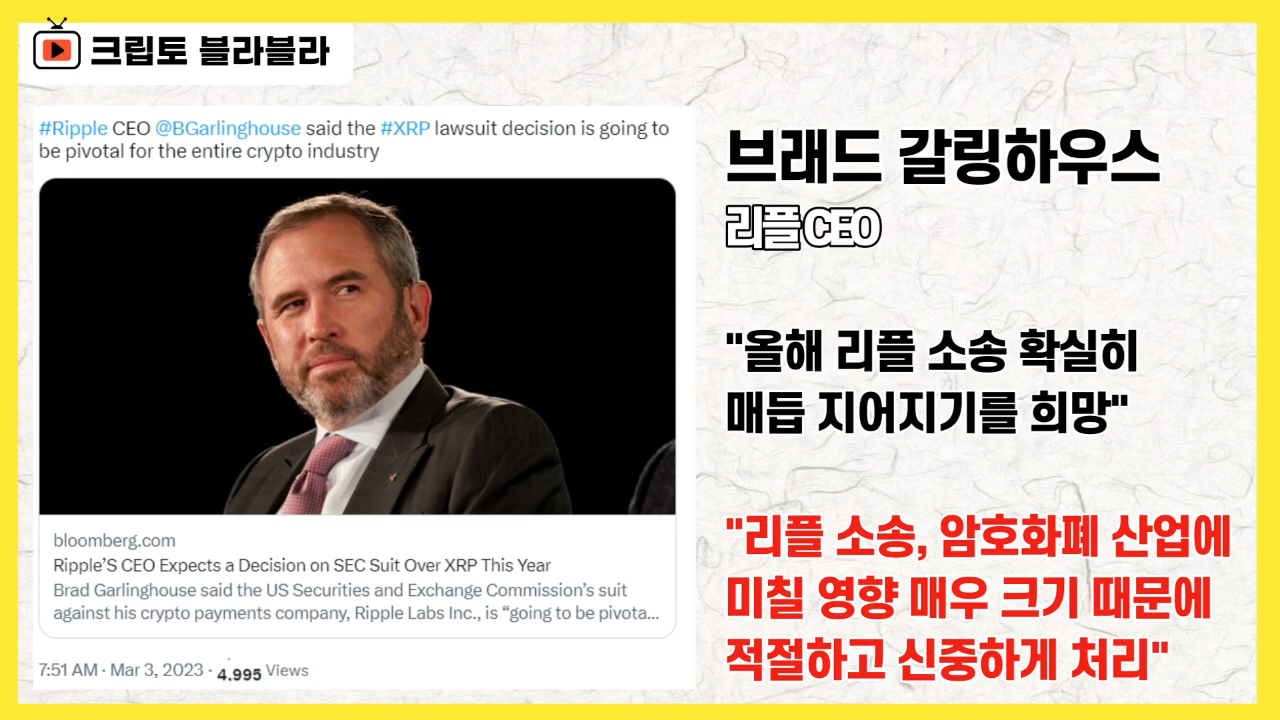 크립토 블라블라
#Ripple CEO @BGarlinghouse said the #XRP lawsuit decision is going to
be pivotal for the entire crypto industry
bloomberg.com
Ripple'S CEO Expects a Decision on SEC Suit Over XRP This Year
Brad Garlinghouse said the US Securities and Exchange Commission's suit
against his crypto payments company, Ripple Labs Inc., is “going to be pivota...
7:51 AM · Mar 3, 2023 · 4,995 Views
브래드 갈링하우스
리플 CEO
"올해 리플 소송 확실히
매듭 지어지기를 희망"
"리플 소송, 암호화폐 산업에
미칠 영향 매우 크기 때문에
적절하고 신중하게 처리"